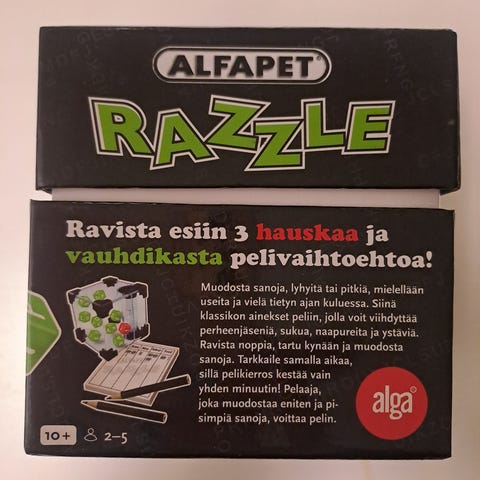 ALFAPET®
RAZZLE
Ravista esiin 3 hauskaa ja
vauhdikasta pelivaihtoehtoa!
Muodosta sanoja, lyhyitä tai pitkiä, mielellään
useita ja vielä tietyn ajan kuluessa. Siinä
klassikon ainekset peliin, jolla voit viihdyttää
perheenjäseniä, sukua, naapureita ja ystäviä.
Ravista noppia, tartu kynään ja muodosta
sanoja. Tarkkaile samalla aikaa,
sillä pelikierros kestää vain
yhden minuutin! Pelaaja,
joka muodostaa eniten ja pi-
simpiä sanoja, voittaa pelin.
alga®
10+ 2–5